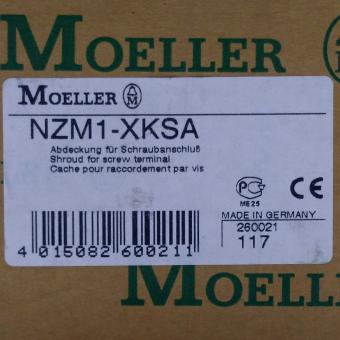 MOELLER
MOELLER
NZM1-XKSA
Abdeckung für Schraubanschluß
Shroud for screw terminal
Cache pour raccordement par vis
PC
ME25
CE
MADE IN GERMANY
260021
117
4 015082 600211
MOELLER